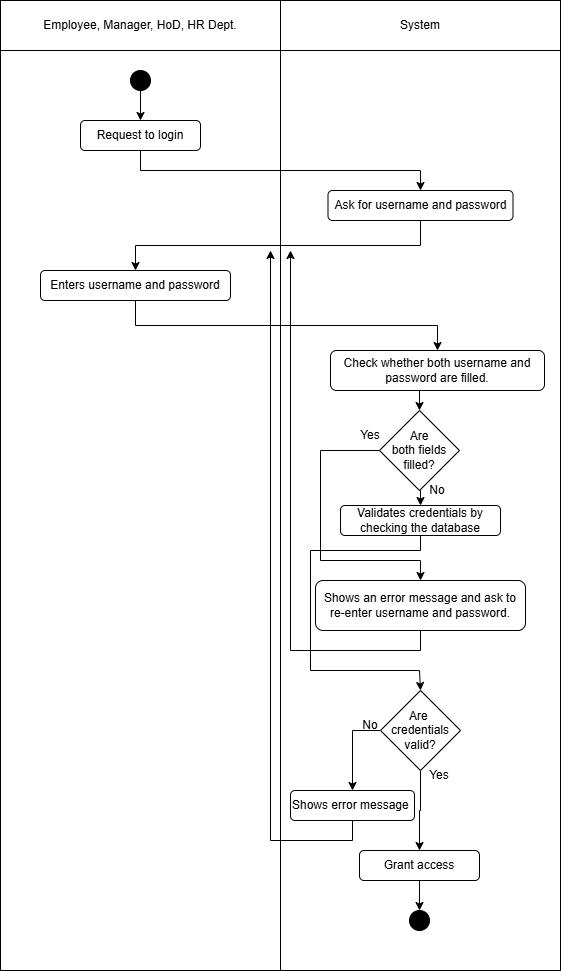 Employee, Manager, HoD, HR Dept.
System
Request to login
Ask for username and password
Enters username and password
Check whether both username and
password are filled.
Yes
Are
both fields
filled?
No
Validates credentials by
checking the database
Shows an error message and ask to
re-enter username and password.
No
Are
credentials
valid?
Yes
Shows error message
Grant access